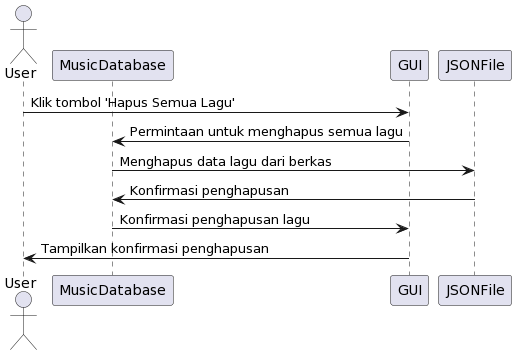 User
MusicDatabase
GUI
JSONFile
Klik tombol 'Hapus Semua Lagu'
Permintaan untuk menghapus semua lagu
Menghapus data lagu dari berkas
Konfirmasi penghapusan
Konfirmasi penghapusan lagu
Tampilkan konfirmasi penghapusan
User
MusicDatabase
GUI
JSONFile